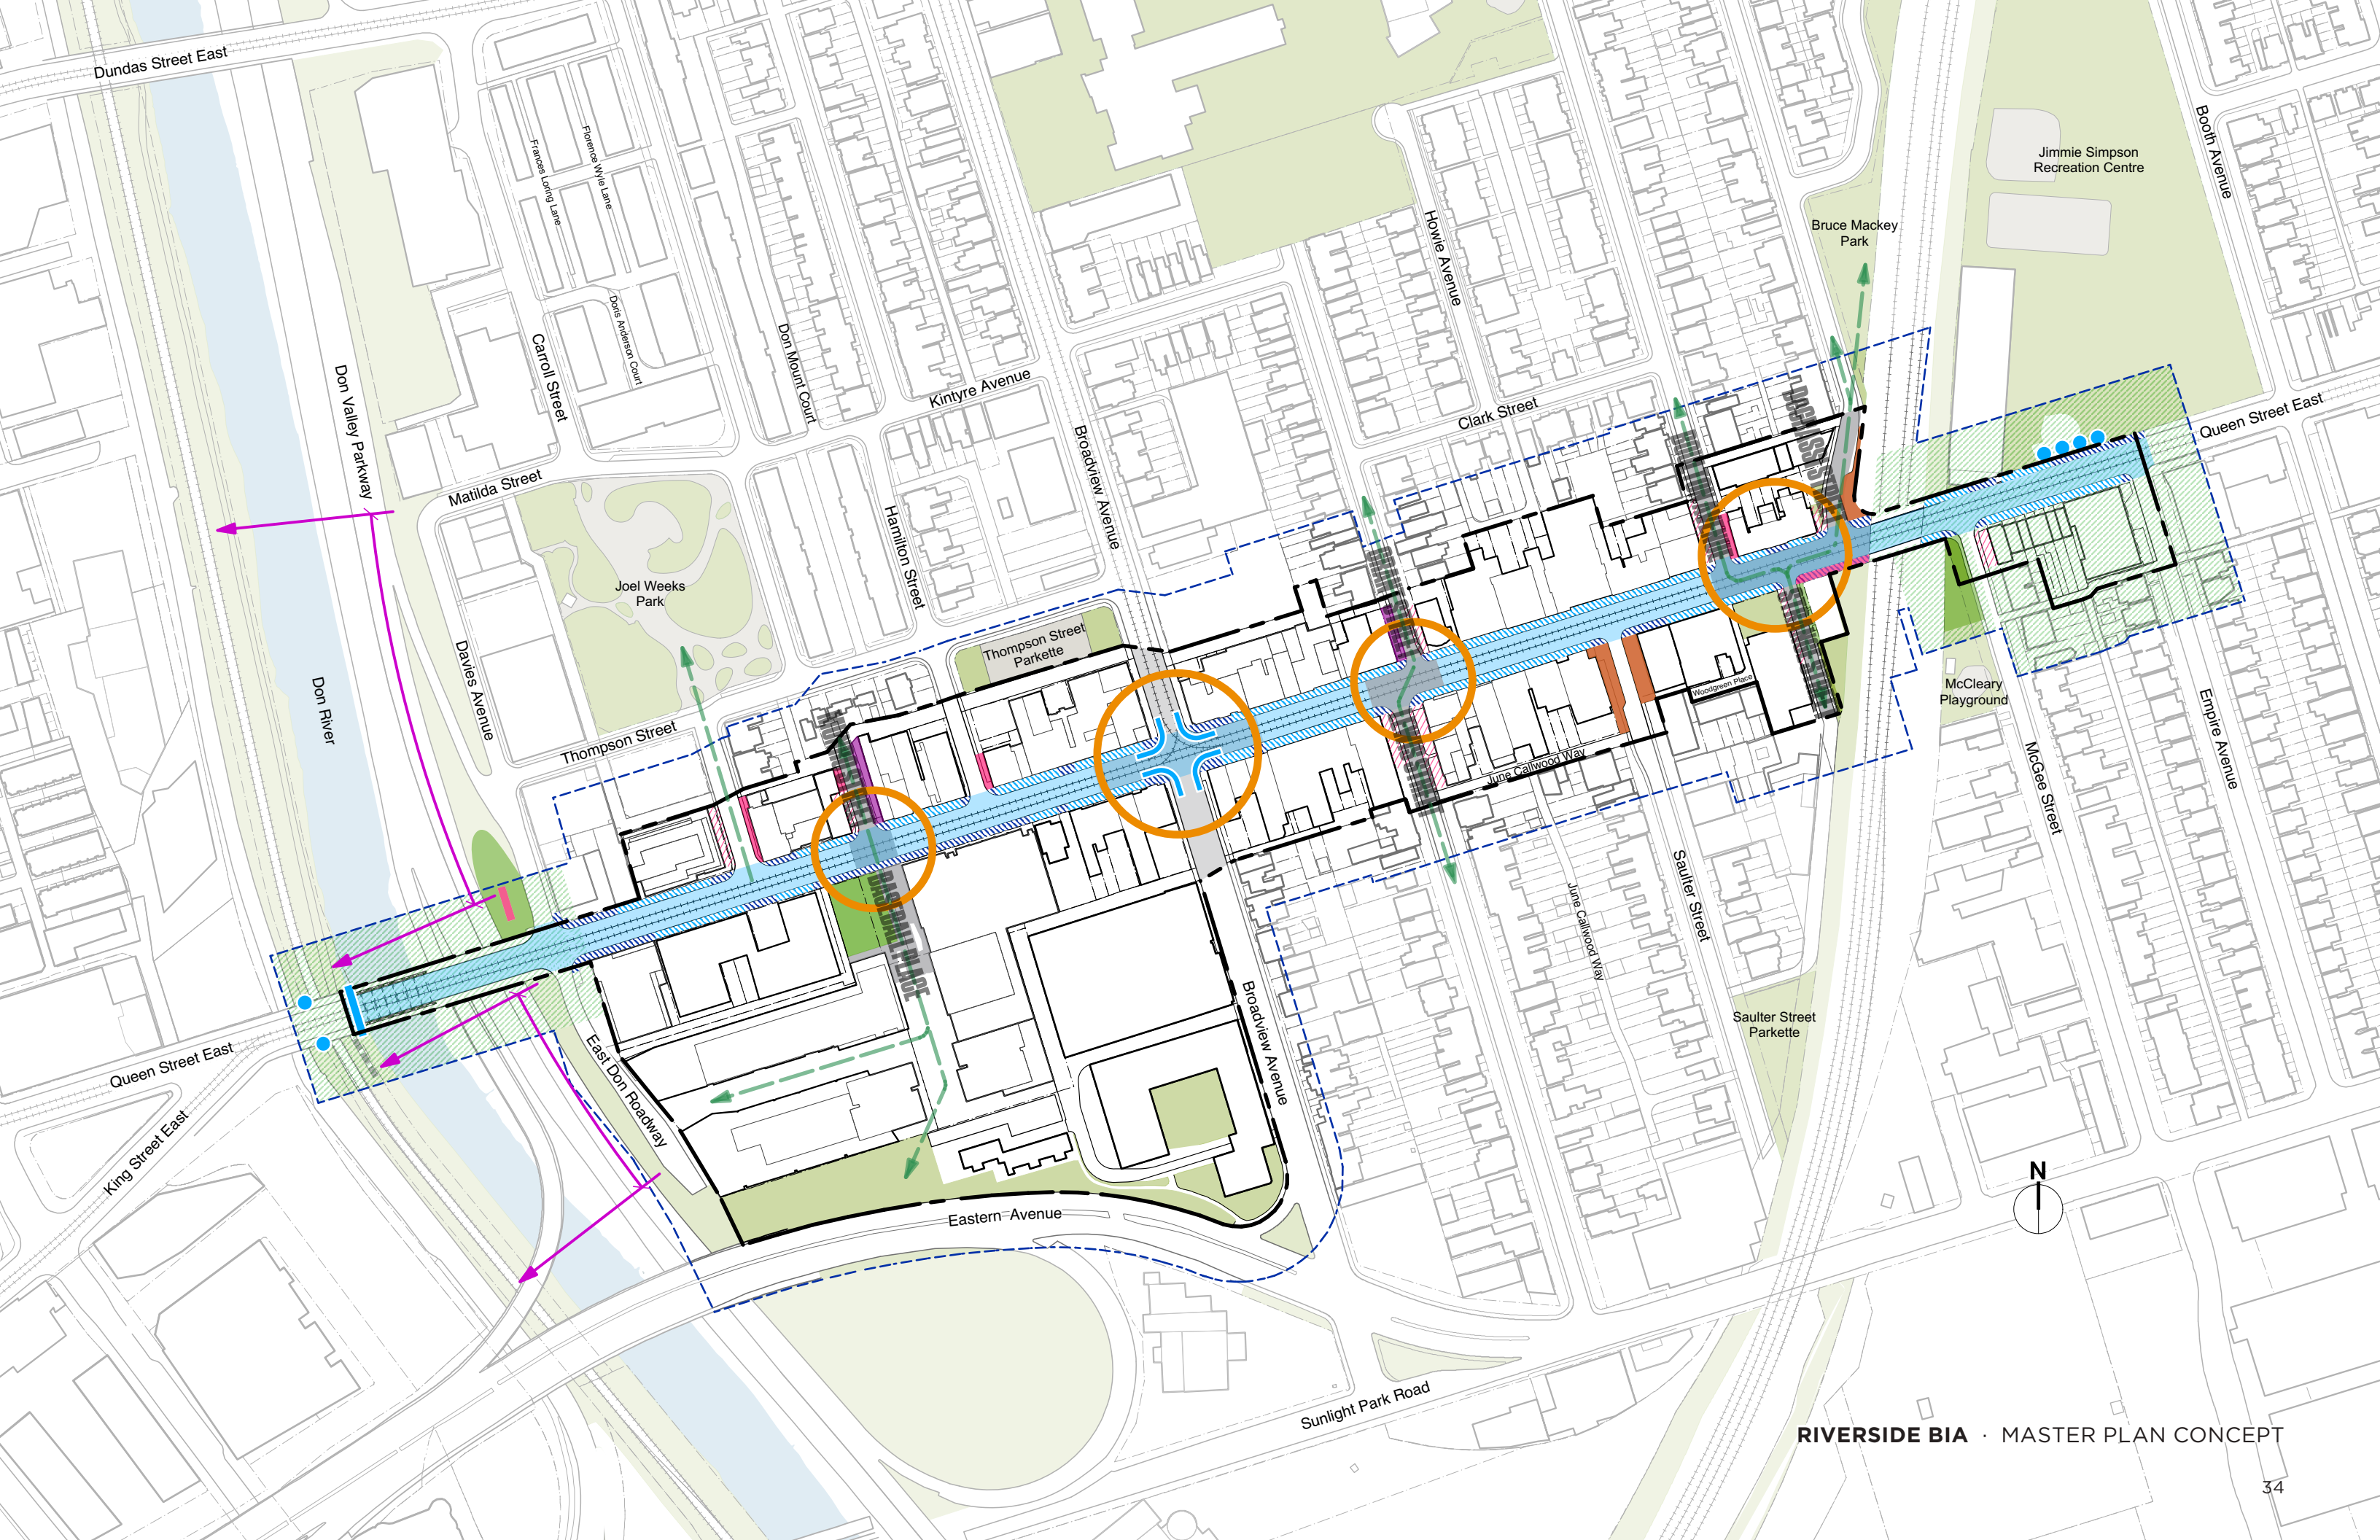 Dundas Street East
Frances Loring Lane
Florence Wyle Lane
Doris Anderson Court
Booth Avenue
Jimmie Simpson
Recreation Centre
Bruce Mackey
Park
Howie Avenue
Don Valley Parkway
Carroll Street
Don Mount Court
Kintyre Avenue
Broadview Avenue
Clark Street
Queen Street East
Matilda Street
Hamilton Street
Joel Weeks
Park
Thompson Street
Parkette
Davies Avenue
Don River
Thompson Street
Woodgreen Place
McCleary
Playground
June Callwood Way
McGee Street
Empire Avenue
Saulter Street
June Callwood Way
Broadview Avenue
Saulter Street
Parkette
Queen Street East
East Don Roadway
King Street East
Eastern Avenue
N
Sunlight Park Road
RIVERSIDE BIA · MASTER PLAN CONCEPT
34